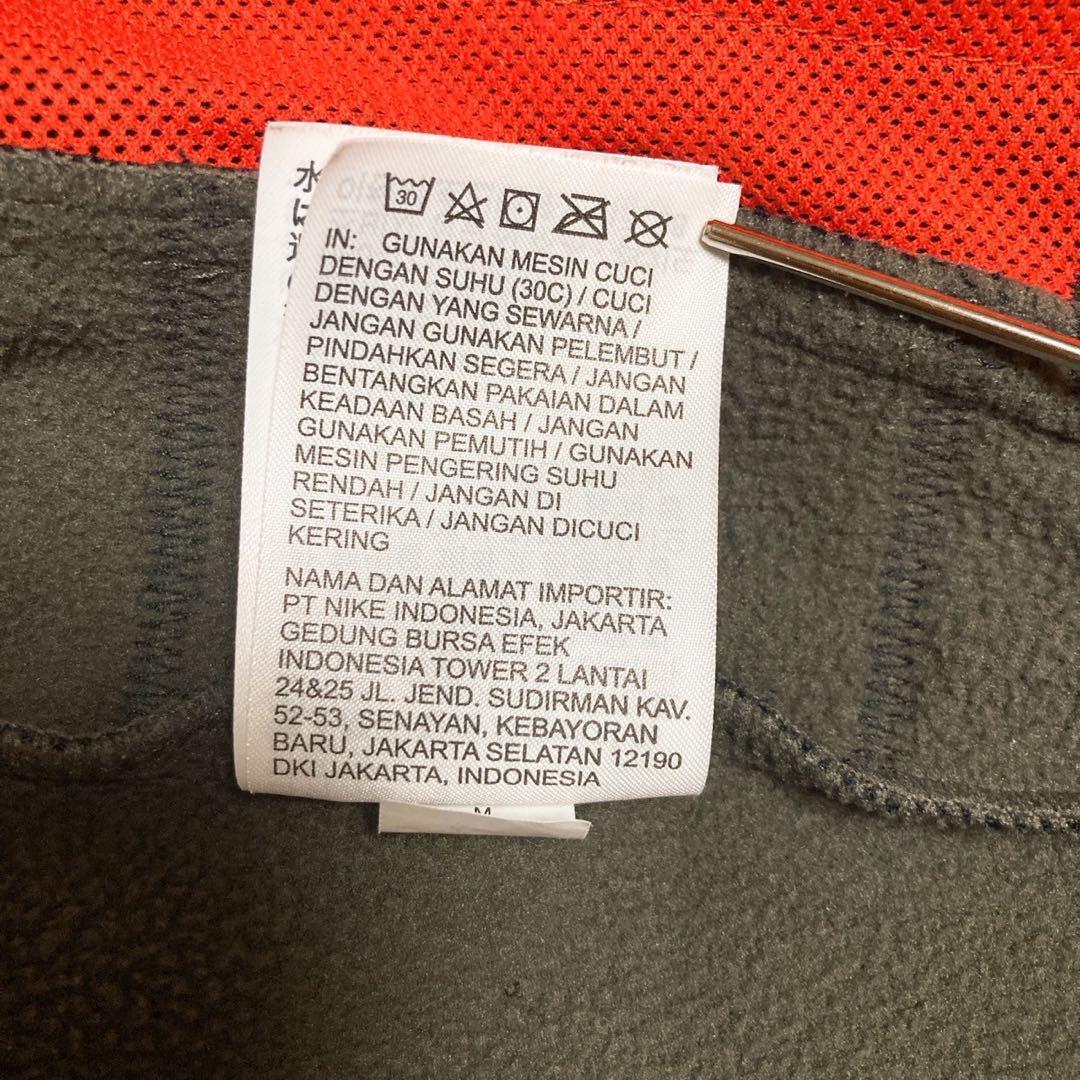 30
IN: GUNAKAN MESIN CUCI
DENGAN SUHU (30C) / CUCI
DENGAN YANG SEWARNA /
JANGAN GUNAKAN PELEMBUT /
PINDAHKAN SEGERA / JANGAN
BENTANGKAN PAKAIAN DALAM
KEADAAN BASAH / JANGAN
GUNAKAN PEMUTIH / GUNAKAN
MESIN PENGERING SUHU
RENDAH / JANGAN DI
SETERIKA / JANGAN DICUCI
KERING
NAMA DAN ALAMAT IMPORTIR:
PT NIKE INDONESIA, JAKARTA
GEDUNG BURSA EFEK
INDONESIA TOWER 2 LANTAI
24&25 JL. JEND. SUDIRMAN KAV.
52-53, SENAYAN, KEBAYORAN
BARU, JAKARTA SELATAN 12190
DKI JAKARTA, INDONESIA
M
水
は